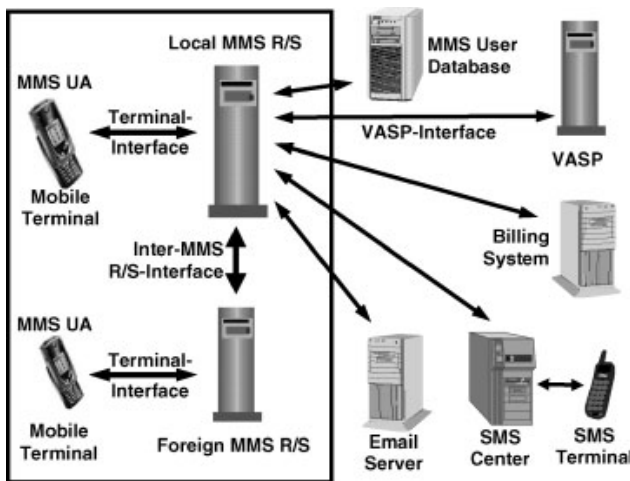 Local MMS R/S
MMS User
Database
MMS UA
Terminal-
Interface
VASP-Interface
VASP
Mobile
Terminal
Billing
System
Inter-MMS
R/S-Interface
MMS UA
Terminal-
Interface
Mobile
Terminal
Foreign MMS R/S
Email
Server
SMS
Center
SMS
Terminal